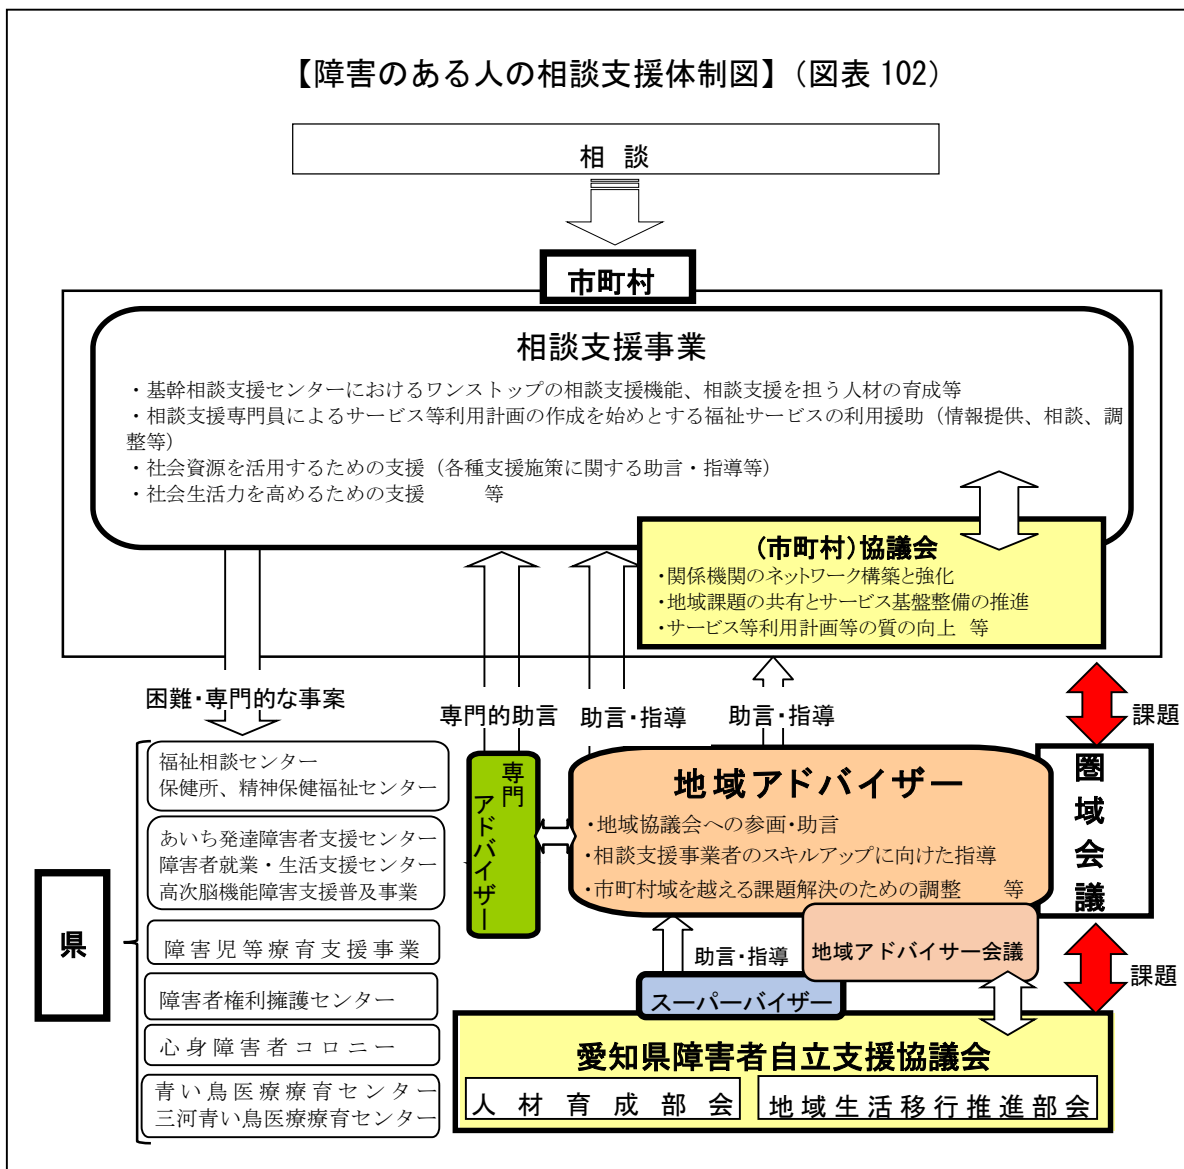 【障害のある人の相談支援体制図】（図表 102）
相 談
市町村
相談支援事業
・基幹相談支援センターにおけるワンストップの相談支援機能、相談支援を担う人材の育成等
・相談支援専門員によるサービス等利用計画の作成を始めとする福祉サービスの利用援助（情報提供、相談、調
整等）
・社会資源を活用するための支援（各種支援施策に関する助言・指導等）
・社会生活力を高めるための支援　　等
（市町村）協議会
・関係機関のネットワーク構築と強化
・地域課題の共有とサービス基盤整備の推進
・サービス等利用計画等の質の向上　等
困難・専門的な事案
専門的助言
助言・指導
助言・指導
課題
県
福祉相談センター
保健所、精神保健福祉センター
あいち発達障害者支援センター
障害者就業・生活支援センター
高次脳機能障害支援普及事業
障害児等療育支援事業
障害者権利擁護センター
心身障害者コロニー
青い鳥医療療育センター
三河青い鳥医療療育センター
専門
アドバイザー
地域アドバイザー
・地域協議会への参画・助言
・相談支援事業者のスキルアップに向けた指導
・市町村域を越える課題解決のための調整　　等
圏域会議
地域アドバイサー会議
助言・指導
課題
スーパーバイザー
愛知県障害者自立支援協議会
人材育成部会
地域生活移行推進部会